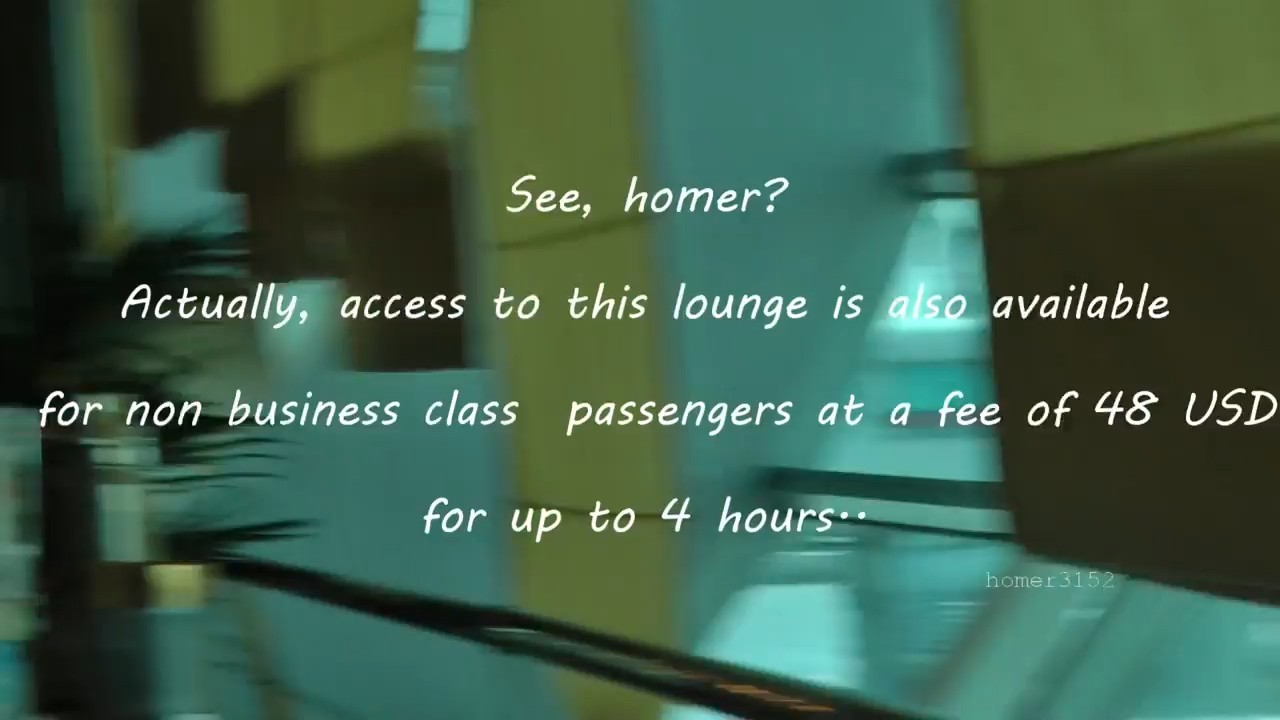 See, homer?
Actually, access to this lounge is also available
for non business class passengers at a fee of 48 USD
for up to 4 hours..
homer3152